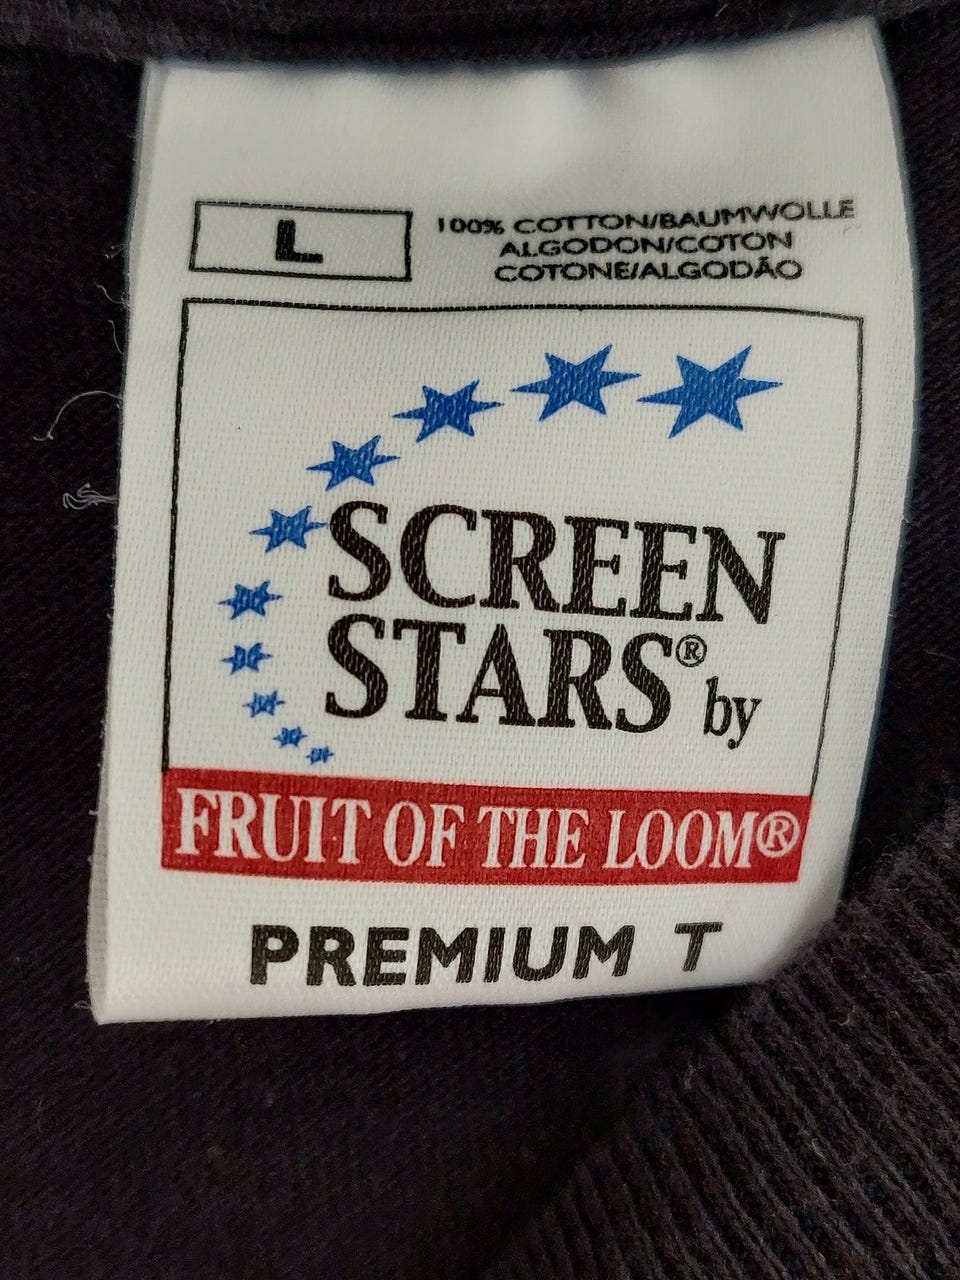 L
100% COTTON/BAUMWOLLE
ALGODON/COTON
COTONE/ALGODÃO
SCREEN
STARS® by
FRUIT OF THE LOOM®
PREMIUM T